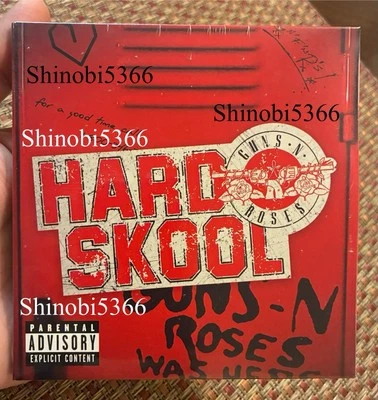 Shinobi5366
for a good time
Shinobi5366
Shinobi5366
GUNS N'
ROSES
HARD
SKOOL
Shinobi5366
GUNS-N
ROSES
WAS HERE
PARENTAL
ADVISORY
EXPLICIT CONTENT